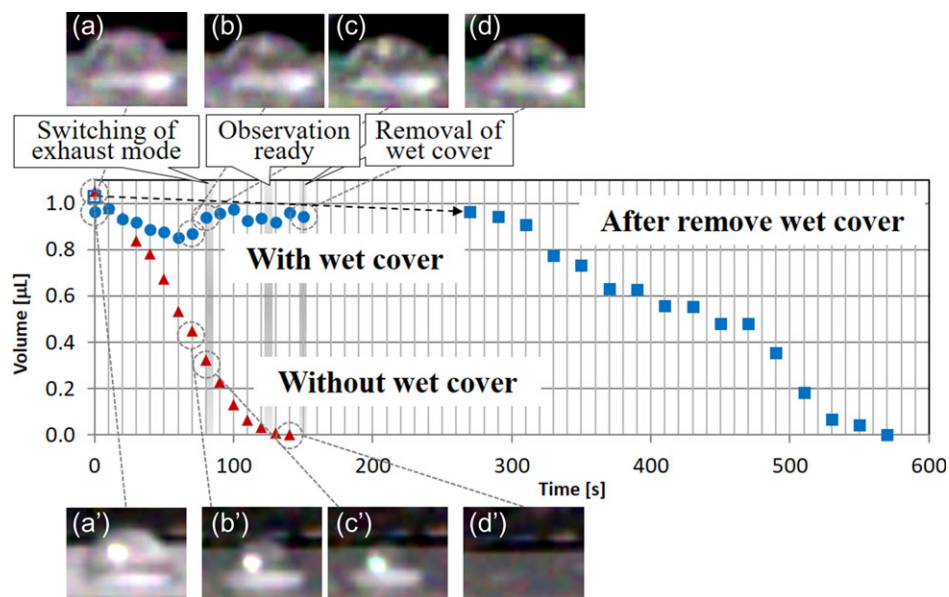 (a)
(b)
(c)
(d)
Switching of
exhaust mode
Observation
ready
Removal of
wet cover
Volume [µL]
1.0
0.8
0.6
0.4
0.2
0.0
After remove wet cover
With wet cover
Without wet cover
0
100
200
300
400
500
600
Time [s]
(a’)
(b’)
(c’)
(d’)